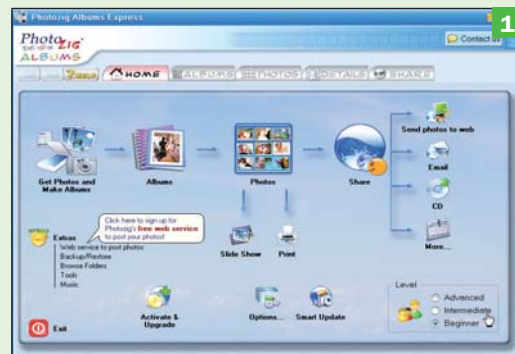 Photozig Albums Express
1
Photo ZIG
ALBUMS
Contact us
HOME
ALBUMS
PHOTOS
DETAILS
SHARE
Get Photos and
Make Albums
Albums
Photos
Share
Send photos to web
Email
CD
More...
Slide Show
Print
Click here to sign up for
Photozig's free web service
to post your photos!
Extras
Web service to post photos
Backup/Restore
Browse Folders
Tools
Music
Activate &
Upgrade
Options...
Smart Update
Level
Advanced
Intermediate
Beginner
Exit